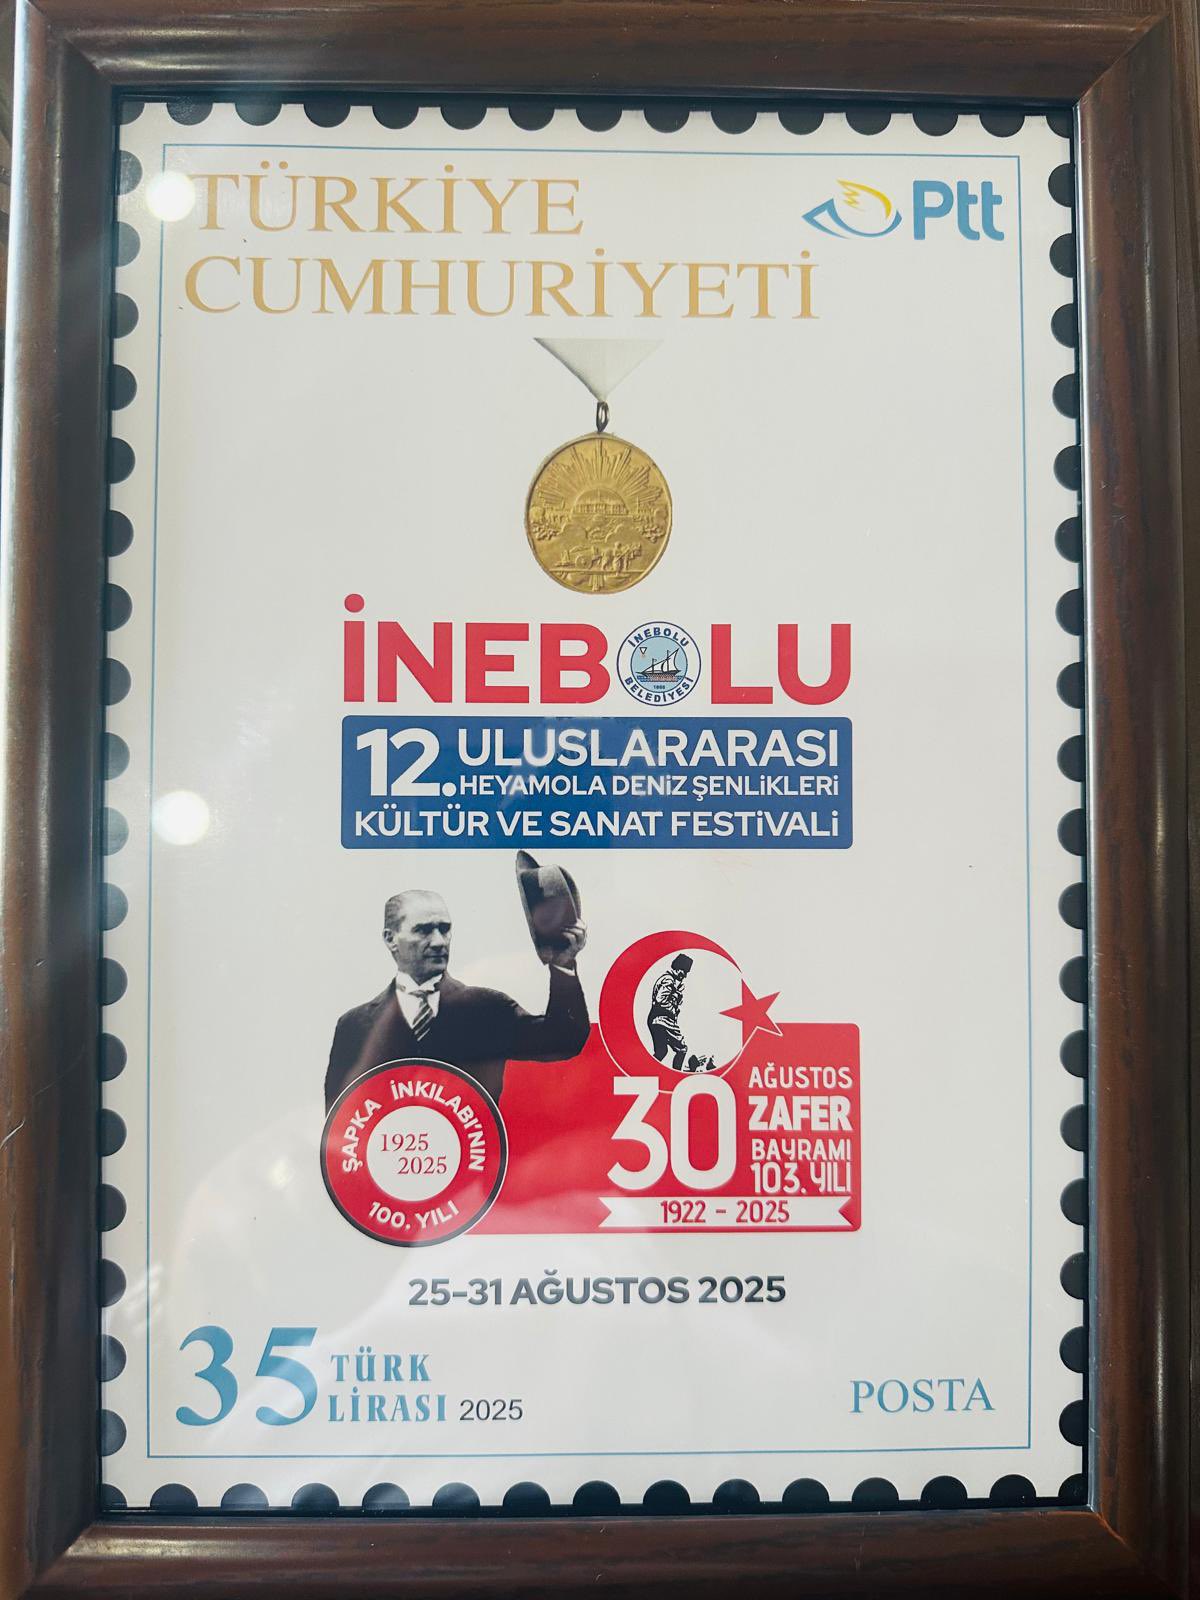 TÜRKİYE
CUMHURİYETİ
Ptt
İNEBOLU
İNEBOLU
BELEDİYESİ
12. ULUSLARARASI
HEYAMOLA DENİZ ŞENLİKLERİ
KÜLTÜR VE SANAT FESTİVALİ
ŞAPKA İNKILABI'NIN
1925
2025
100. YILI
30 AĞUSTOS
ZAFER
BAYRAMI
103. YILI
1922 - 2025
25-31 AĞUSTOS 2025
35 TÜRK
LİRASI 2025
POSTA